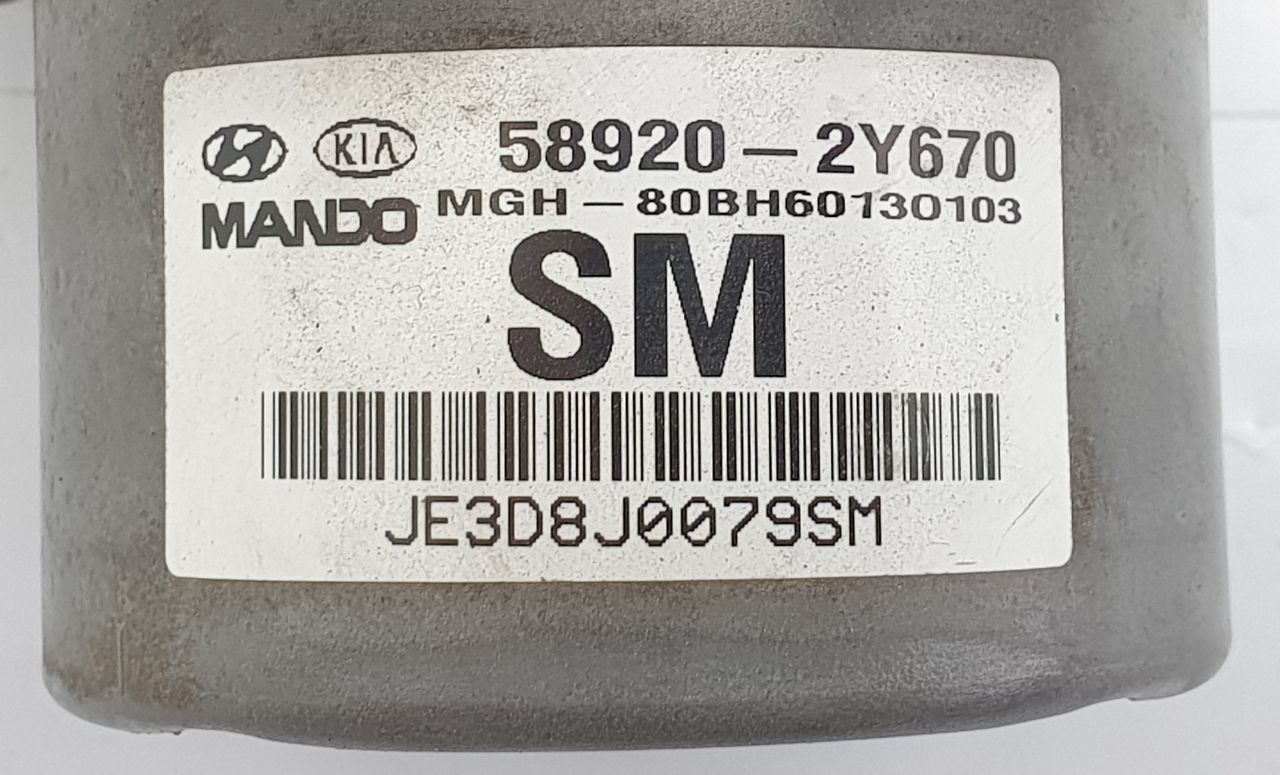 KIA 58920-2Y670
MANDO MGH-80BH60130103
SM
JE3D8J0079SM